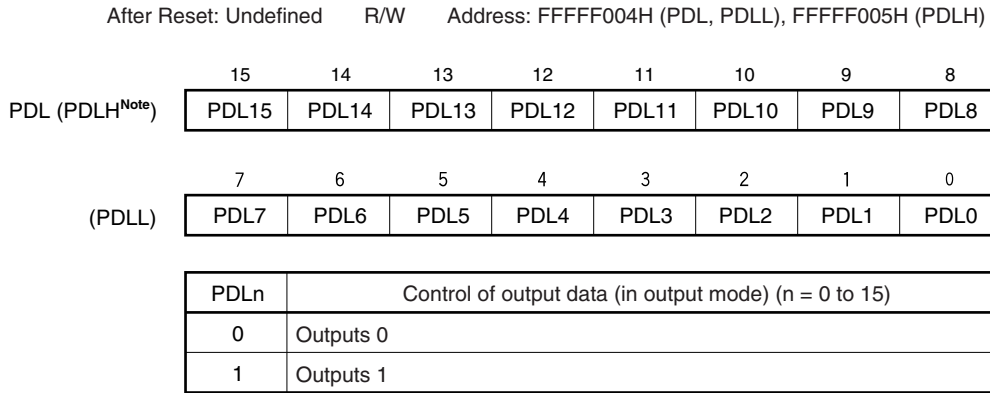 After Reset: Undefined R/W Address: FFFFF004H (PDL, PDLL), FFFFF005H (PDLH)
15 14 13 12 11 10 9 8
PDL (PDLH^Note) PDL15 PDL14 PDL13 PDL12 PDL11 PDL10 PDL9 PDL8
7 6 5 4 3 2 1 0
(PDLL) PDL7 PDL6 PDL5 PDL4 PDL3 PDL2 PDL1 PDL0
PDLn Control of output data (in output mode) (n = 0 to 15)
0 Outputs 0
1 Outputs 1